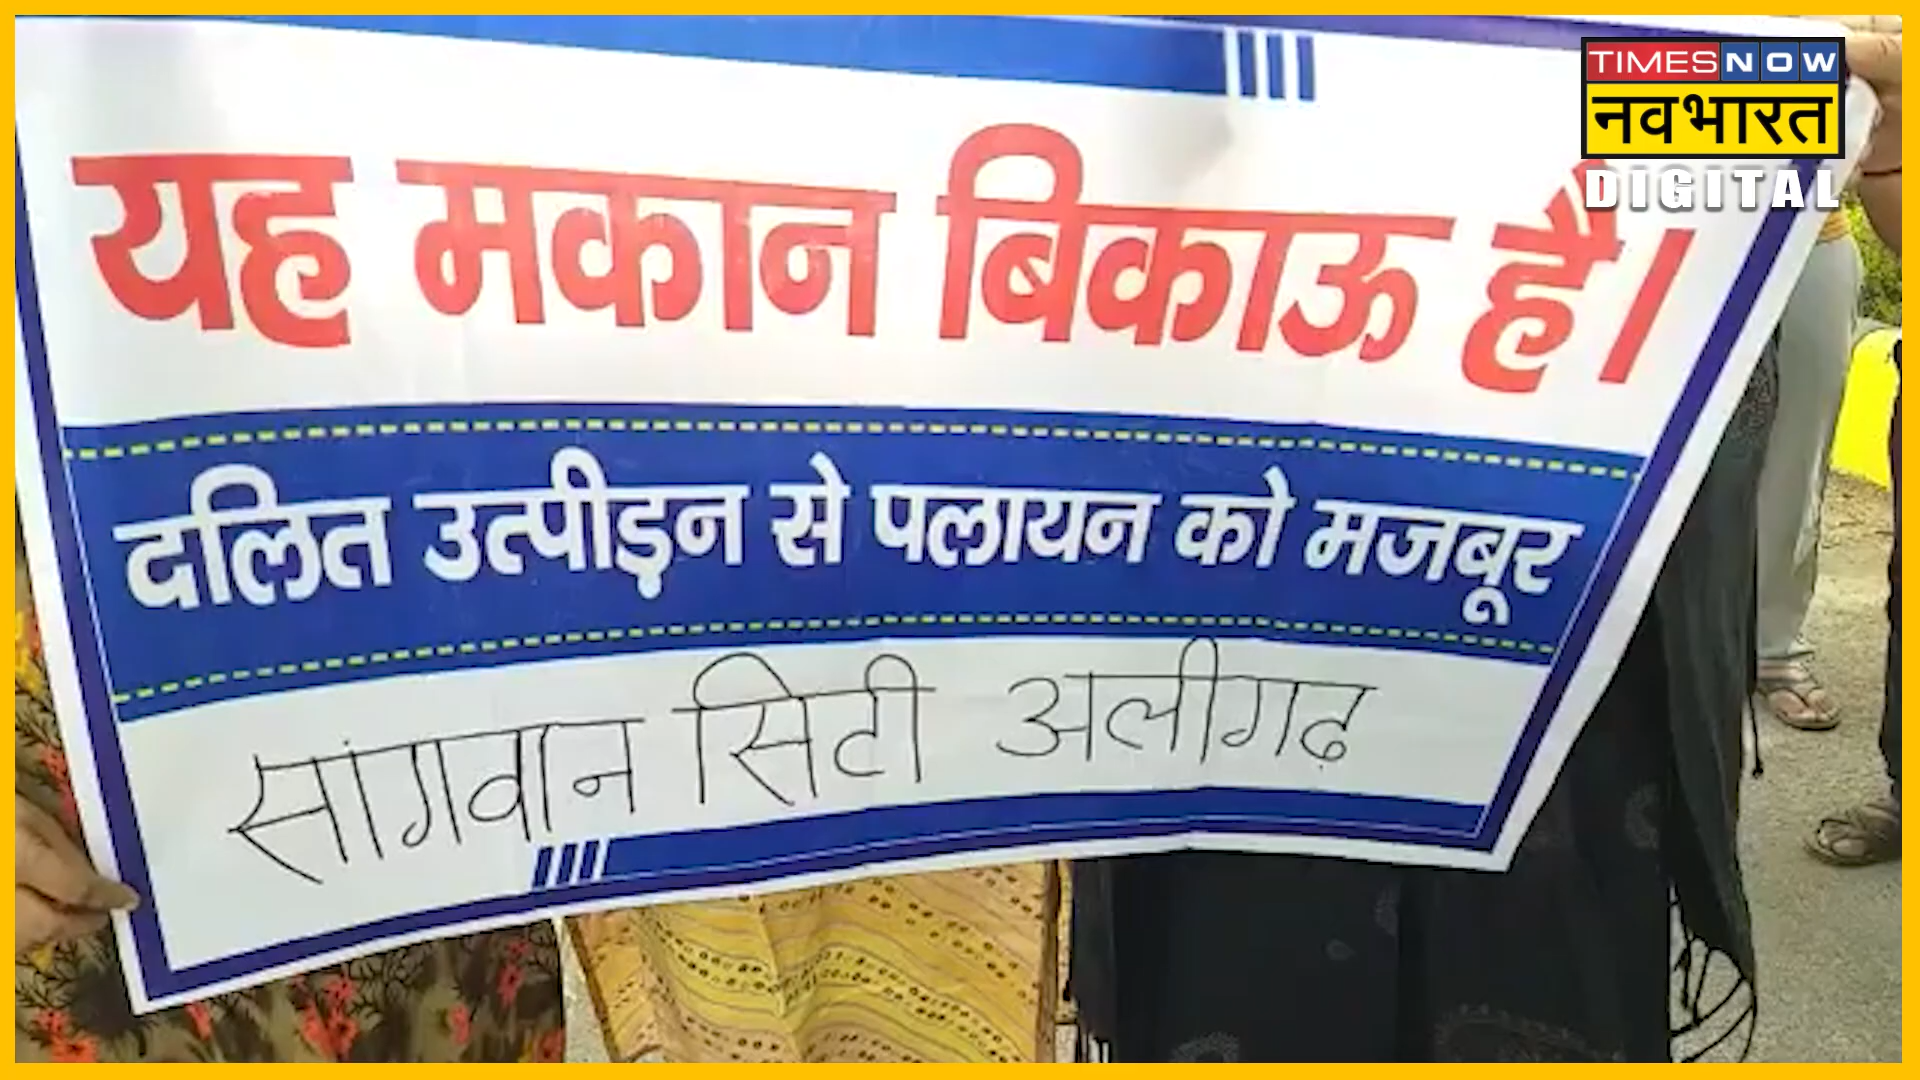 TIMES NOW
नवभारत
DIGITAL
यह मकान बिकाऊ है।
दलित उत्पीड़न से पलायन को मजबूर
सांगवान सिटी अलीगढ़